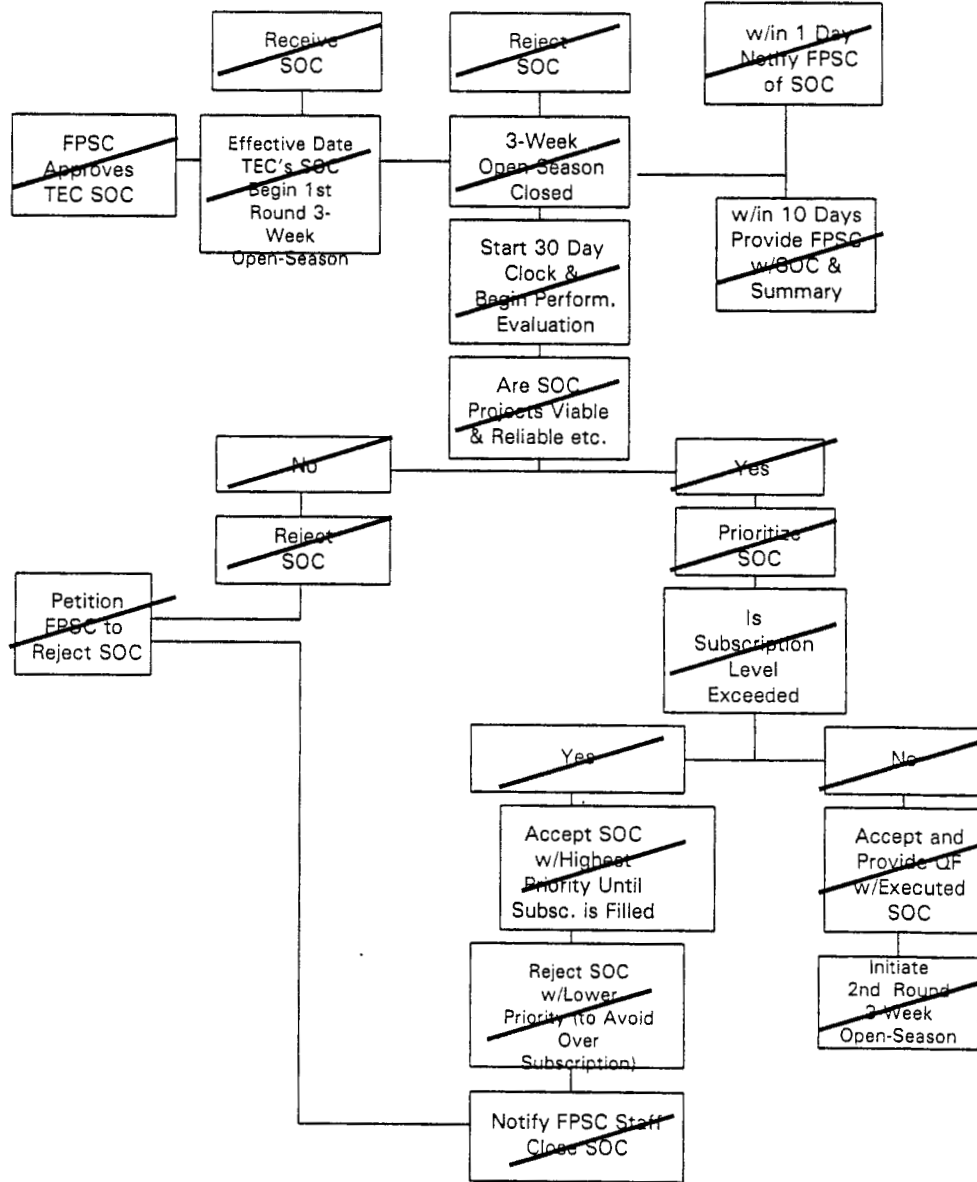 Receive
SOC
Reject
SOC
w/in 1 Day
Notify FPSC
of SOC
FPSC
Approves
TEC SOC
Effective Date
TEC's SOC
Begin 1st
Round 3-
Week
Open-Season
3-Week
Open-Season
Closed
w/in 10 Days
Provide FPSC
w/SOC &
Summary
Start 30 Day
Clock &
Begin Perform.
Evaluation
Are SOC
Projects Viable
& Reliable etc.
No
Yes
Reject
SOC
Prioritize
SOC
Petition
FPSC to
Reject SOC
Is
Subscription
Level
Exceeded
Yes
No
Accept SOC
w/Highest
Priority Until
Subsc. is Filled
Accept and
Provide QF
w/Executed
SOC
Reject SOC
w/Lower
Priority (to Avoid
Over
Subscription)
Initiate
2nd Round
3-Week
Open-Season
Notify FPSC Staff
Close SOC